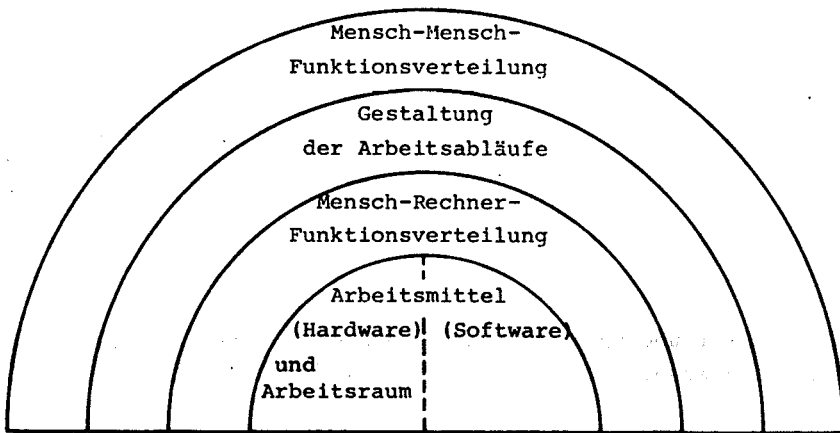 Mensch-Mensch-
Funktionsverteilung
Gestaltung
der Arbeitsabläufe
Mensch-Rechner-
Funktionsverteilung
Arbeitsmittel
(Hardware) (Software)
und
Arbeitsraum